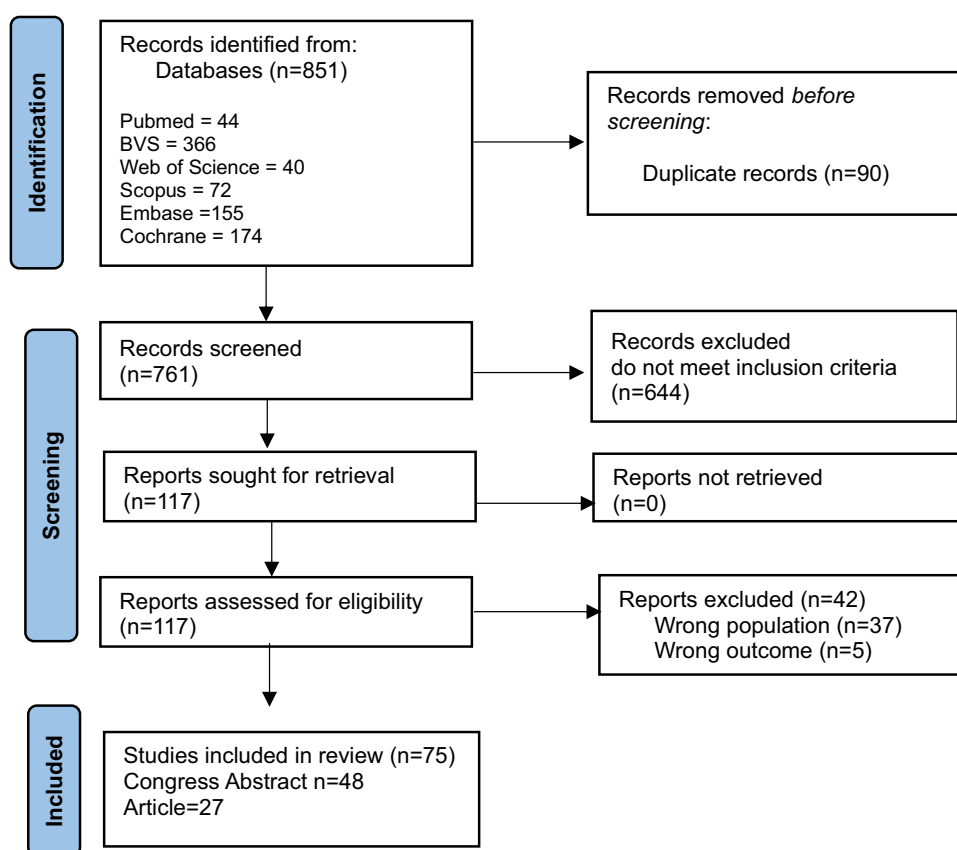 Identification
Records identified from:
Databases (n=851)
Pubmed = 44
BVS = 366
Web of Science = 40
Scopus = 72
Embase =155
Cochrane = 174
Records removed before
screening:
Duplicate records (n=90)
Screening
Records screened
(n=761)
Records excluded
do not meet inclusion criteria
(n=644)
Reports sought for retrieval
(n=117)
Reports not retrieved
(n=0)
Reports assessed for eligibility
(n=117)
Reports excluded (n=42)
Wrong population (n=37)
Wrong outcome (n=5)
Included
Studies included in review (n=75)
Congress Abstract n=48
Article=27